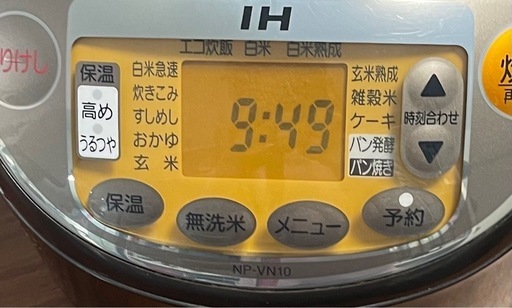 IH
エコ炊飯 白米 白米熟成
りけし
保温
高め
うるつや
白米急速
炊きこみ
すしめし
おかゆ
玄米
9:49
玄米熟成
雑穀米
ケーキ
パン発酵
パン焼き
時刻合わせ
炊
再
保温
無洗米
メニュー
予約
NP-VN10